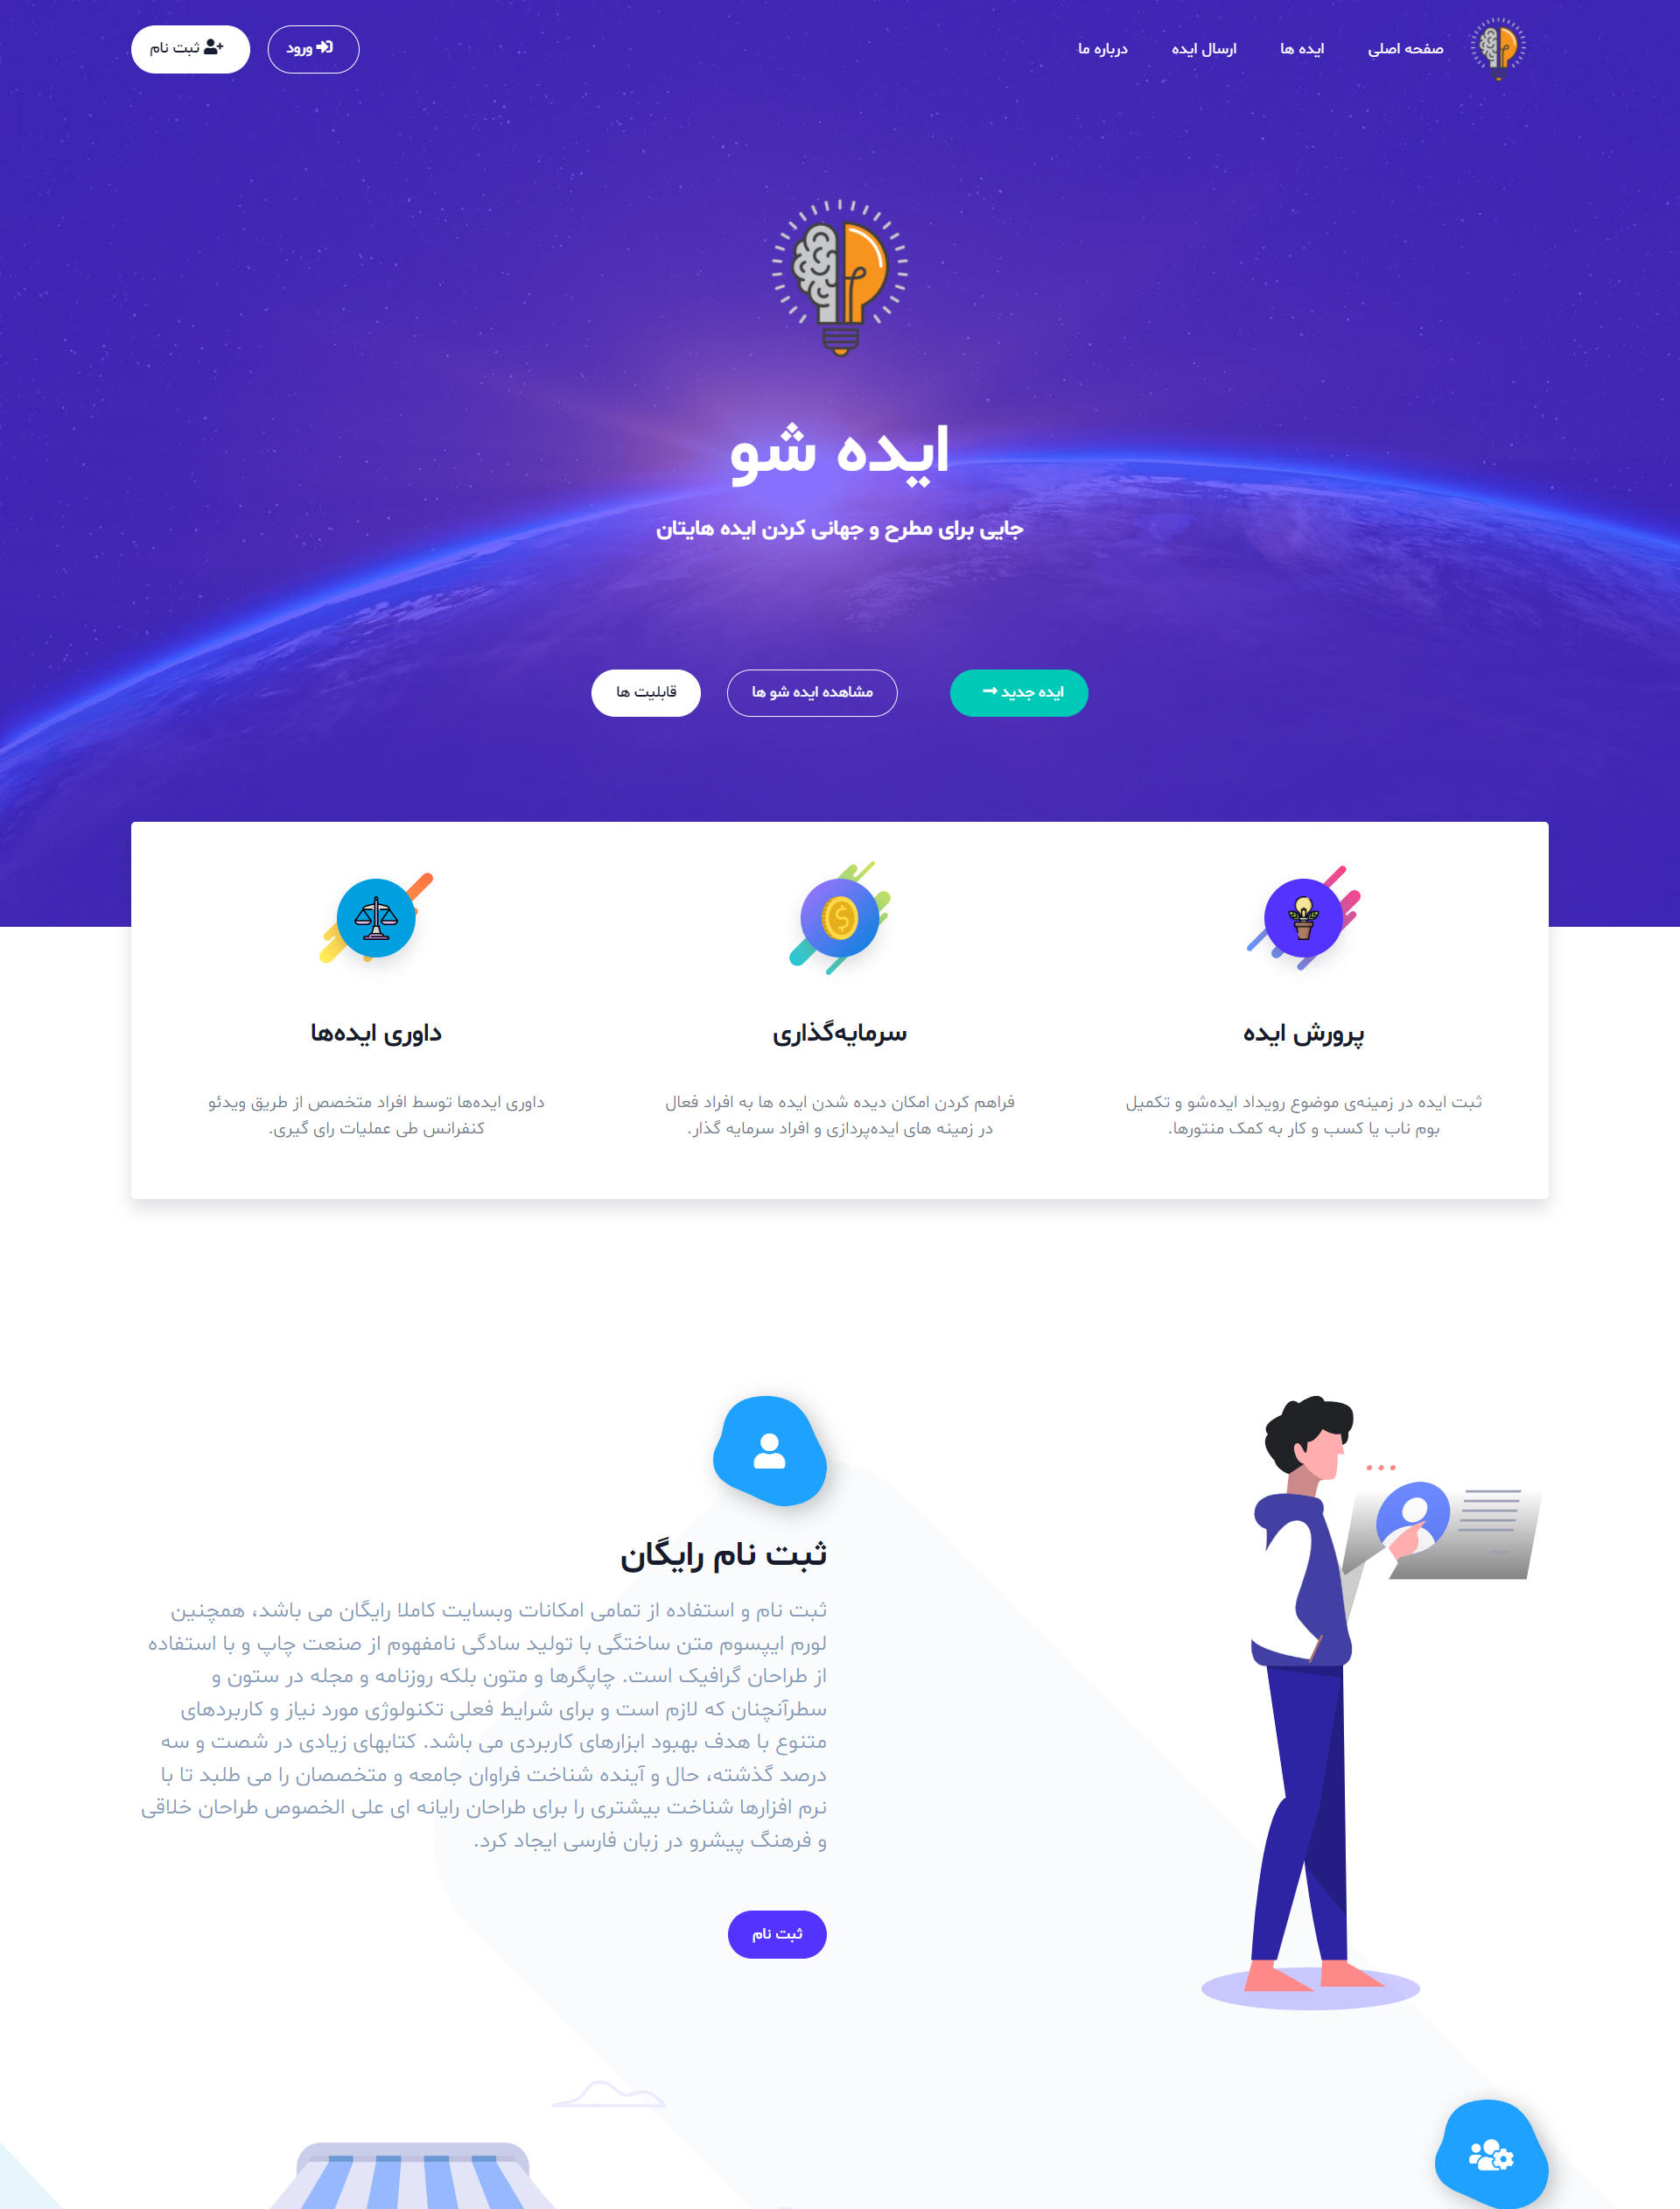 صفحه اصلی
ایده ها
ارسال ایده
درباره ما
ورود
ثبت نام
ایده شو
جایی برای مطرح و جهانی کردن ایده هایتان
ایده جدید
مشاهده ایده شو ها
قابلیت ها
پرورش ایده
ثبت ایده در زمینه‌ی موضوع رویداد ایده‌شو و تکمیل
بوم ناب یا کسب و کار به کمک منتورها.
سرمایه‌گذاری
فراهم کردن امکان دیده شدن ایده ها به افراد فعال
در زمینه های ایده‌پردازی و افراد سرمایه گذار.
داوری ایده‌ها
داوری ایده‌ها توسط افراد متخصص از طریق ویدئو
کنفرانس طی عملیات رای گیری.
ثبت نام رایگان
ثبت نام و استفاده از تمامی امکانات وبسایت کاملا رایگان می باشد، همچنین
لورم ایپسوم متن ساختگی با تولید سادگی نامفهوم از صنعت چاپ و با استفاده
از طراحان گرافیک است. چاپگرها و متون بلکه روزنامه و مجله در ستون و
سطرآنچنان که لازم است و برای شرایط فعلی تکنولوژی مورد نیاز و کاربردهای
متنوع با هدف بهبود ابزارهای کاربردی می باشد. کتابهای زیادی در شصت و سه
درصد گذشته، حال و آینده شناخت فراوان جامعه و متخصصان را می طلبد تا با
نرم افزارها شناخت بیشتری را برای طراحان رایانه ای علی الخصوص طراحان خلاقی
و فرهنگ پیشرو در زبان فارسی ایجاد کرد.
ثبت نام